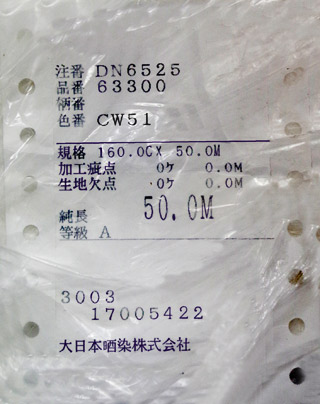 注番 DN6525
品番 63300
柄番
色番 CW51
規格 160.0CX 50.0M
加工疵点 0ケ 0.0M
生地欠点 0ケ 0.0M
純長 50.0M
等級 A
3003
17005422
大日本晒染株式会社